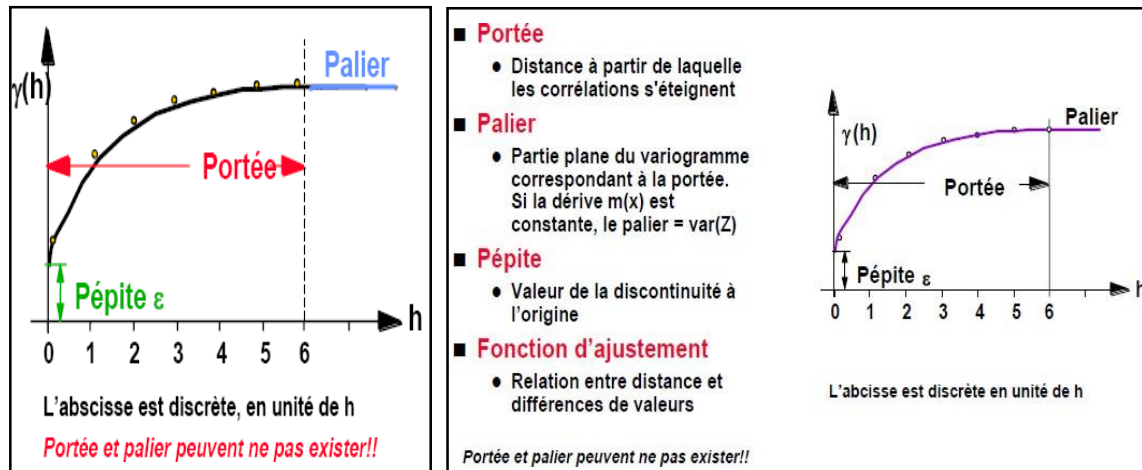 γ(h)
Palier
Portée
Pépite ε
h
0 1 2 3 4 5 6
L'abscisse est discrète, en unité de h
Portée et palier peuvent ne pas exister!!
■ Portée
● Distance à partir de laquelle
les corrélations s'éteignent
■ Palier
● Partie plane du variogramme
correspondant à la portée.
Si la dérive m(x) est
constante, le palier = var(Z)
■ Pépite
● Valeur de la discontinuité à
l'origine
■ Fonction d'ajustement
● Relation entre distance et
différences de valeurs
Portée et palier peuvent ne pas exister!!
γ(h)
Palier
Portée
Pépite ε
h
0 1 2 3 4 5 6
L'abcisse est discrète, en unité de h